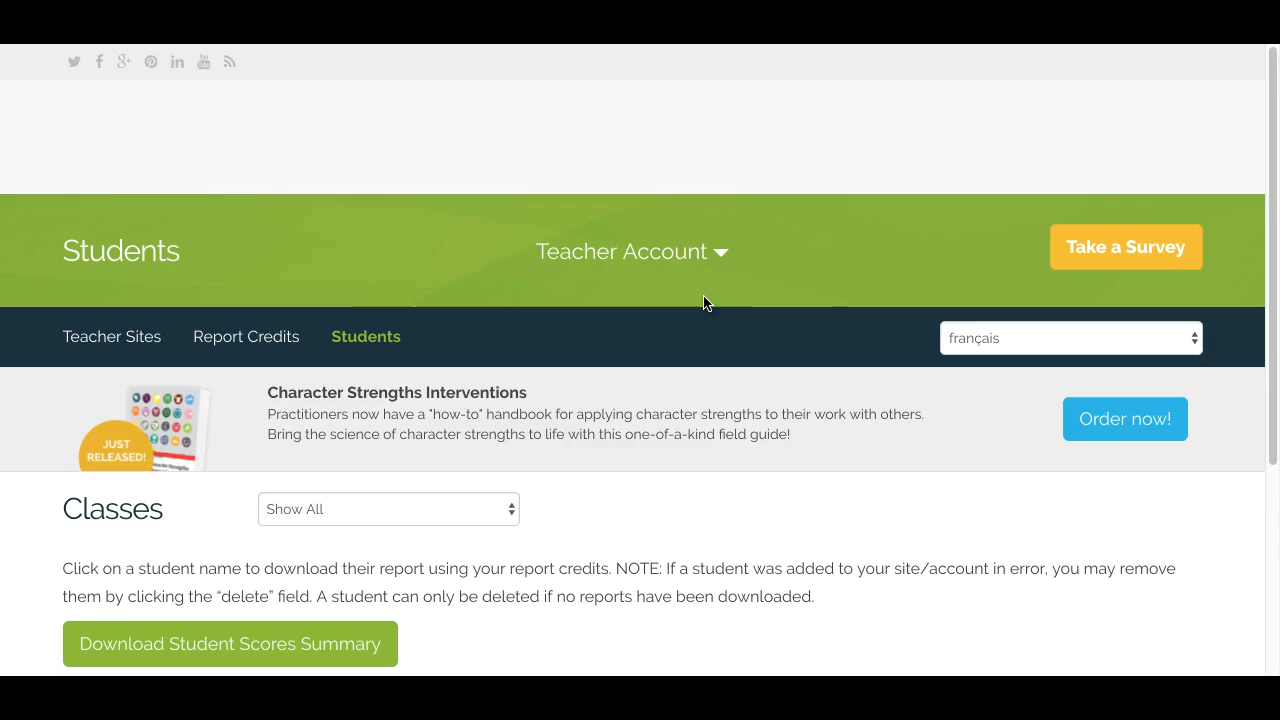 Students
Teacher Account
Take a Survey
Teacher Sites
Report Credits
Students
français
JUST
RELEASED!
Character Strengths Interventions
Practitioners now have a "how-to" handbook for applying character strengths to their work with others.
Bring the science of character strengths to life with this one-of-a-kind field guide!
Order now!
Classes
Show All
Click on a student name to download their report using your report credits. NOTE: If a student was added to your site/account in error, you may remove
them by clicking the “delete” field. A student can only be deleted if no reports have been downloaded.
Download Student Scores Summary